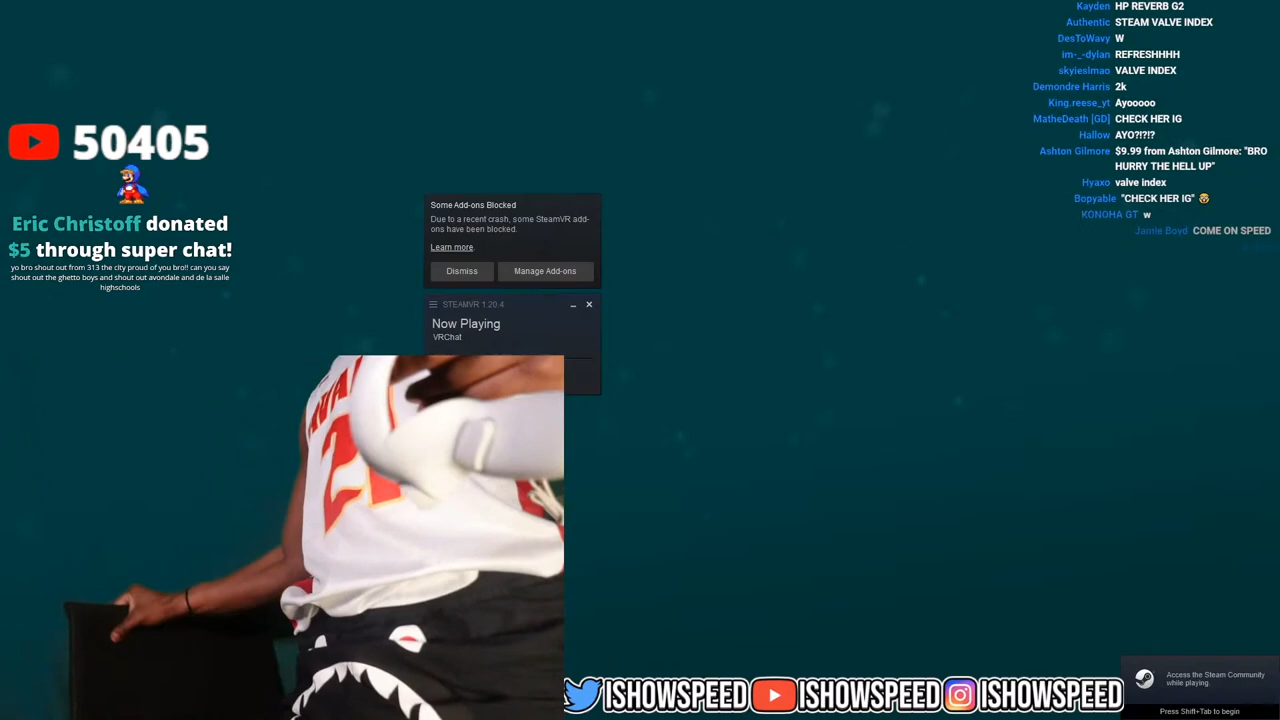 Kayden HP REVERB G2
Authentic STEAM VALVE INDEX
DesToWavy W
im-_-dylan REFRESHHHH
skyieslmao VALVE INDEX
Demondre Harris 2k
King.reese_yt Ayooooo
MatheDeath [GD] CHECK HER IG
Hallow AYO?!?!?
Ashton Gilmore $9.99 from Ashton Gilmore: "BRO
HURRY THE HELL UP"
Hyaxo valve index
Bopyable "CHECK HER IG" 🤯
KONOHA GT w
Jamie Boyd COME ON SPEED
50405
Eric Christoff donated
$5 through super chat!
yo bro shout out from 313 the city proud of you bro!! can you say
shout out the ghetto boys and shout out avondale and de la salle
highschools
Some Add-ons Blocked
Due to a recent crash, some SteamVR add-
ons have been blocked.
Learn more
Dismiss Manage Add-ons
STEAMVR 1.20.4
Now Playing
VRChat
21
ISHOWSPEED ISHOWSPEED ISHOWSPEED
Access the Steam Community
while playing.
Press Shift+Tab to begin